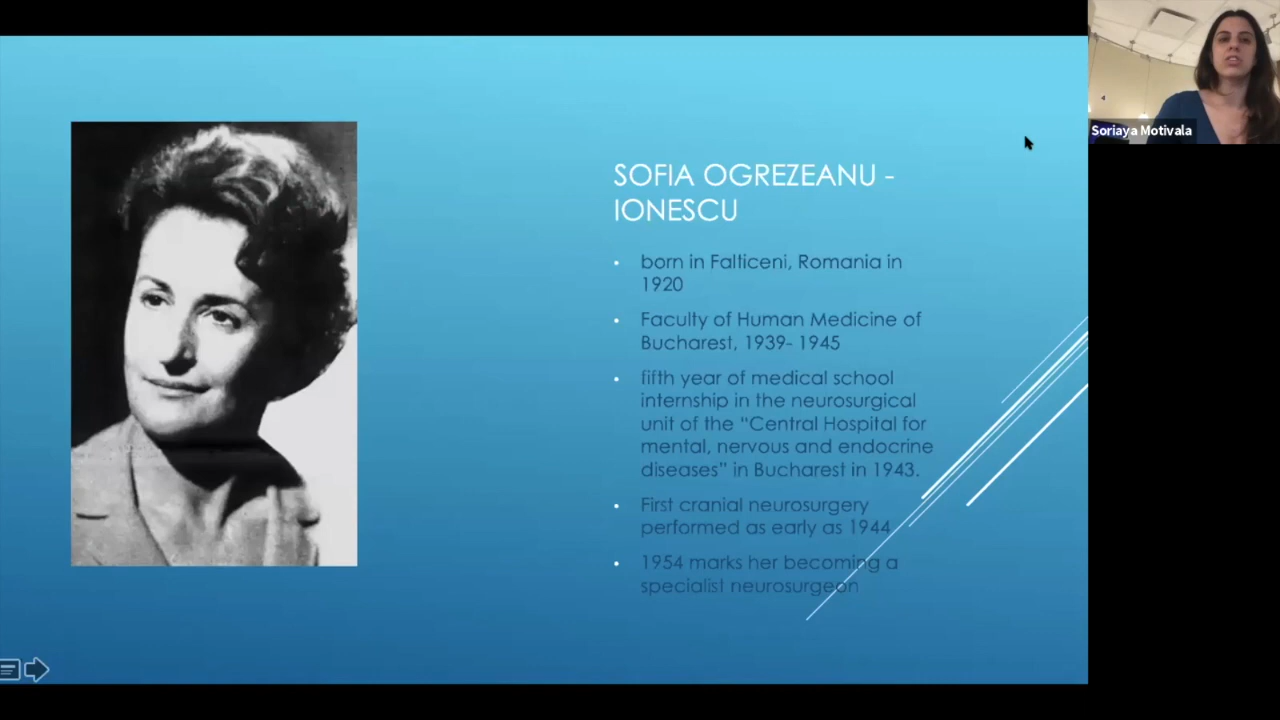 SOFIA OGREZEANU -
IONESCU
born in Falticeni, Romania in
1920
Faculty of Human Medicine of
Bucharest, 1939- 1945
fifth year of medical school
internship in the neurosurgical
unit of the “Central Hospital for
mental, nervous and endocrine
diseases” in Bucharest in 1943.
First cranial neurosurgery
performed as early as 1944
1954 marks her becoming a
specialist neurosurgeon
Soriaya Motivala